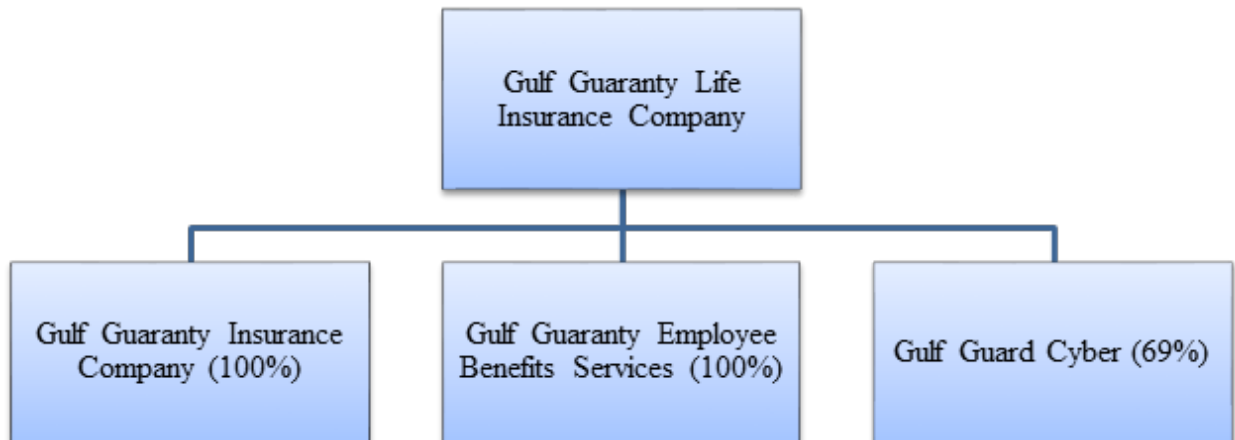 Gulf Guaranty Life
Insurance Company
Gulf Guaranty Insurance
Company (100%)
Gulf Guaranty Employee
Benefits Services (100%)
Gulf Guard Cyber (69%)